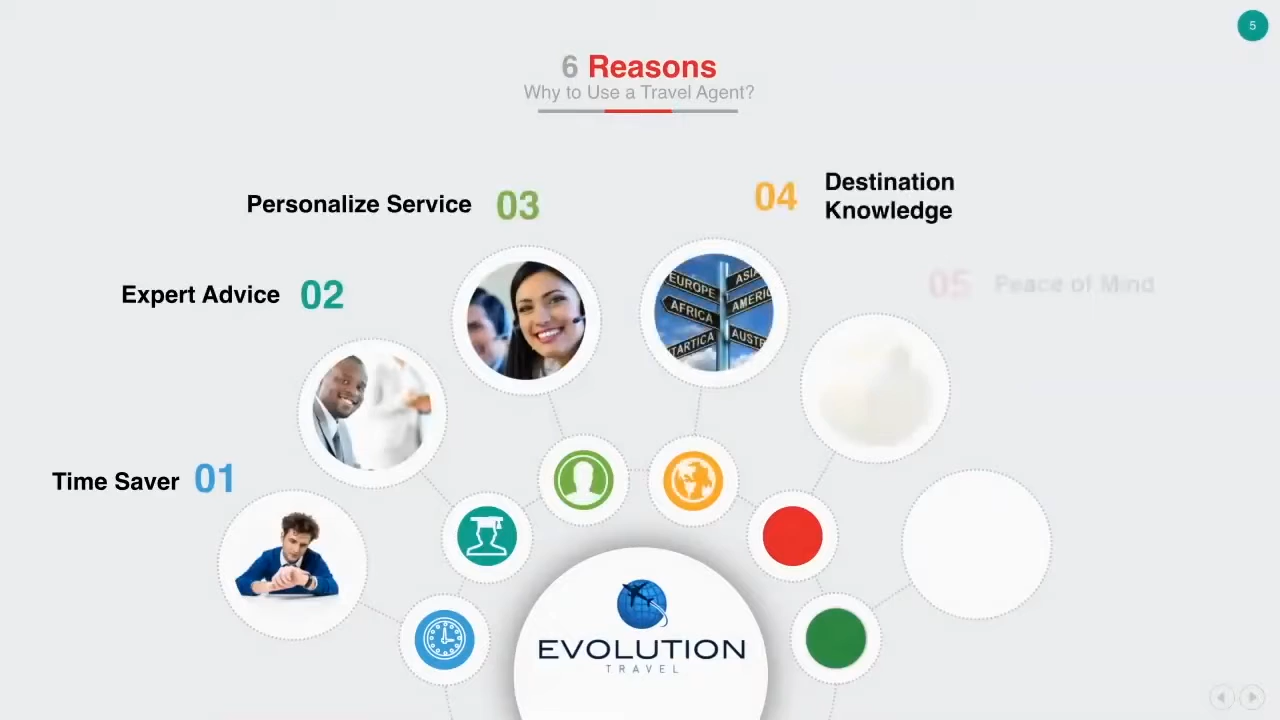 5
6 Reasons
Why to Use a Travel Agent?
Destination
Knowledge
04
Personalize Service 03
05 Peace of Mind
Expert Advice 02
EUROPE
ASIA
AFRICA
AMERIC
TARTICA
AUST
Time Saver 01
EVOLUTION
TRAVEL